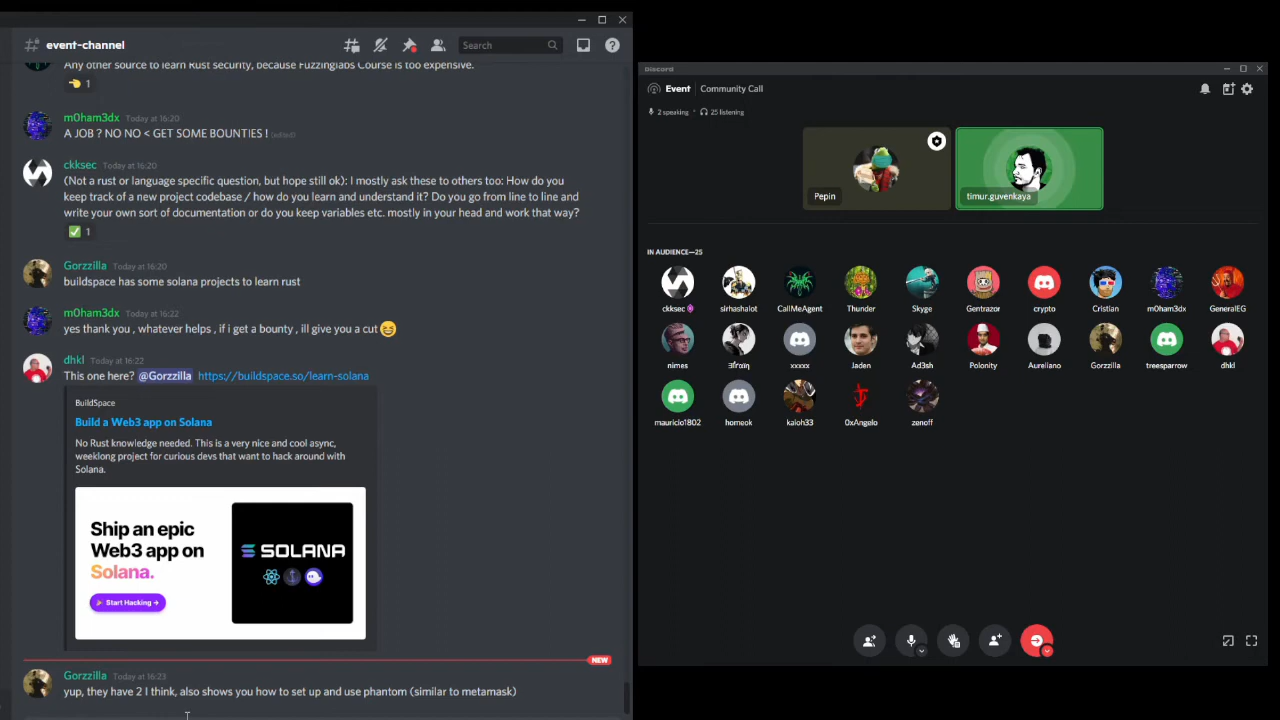 event-channel
Search
Any other source to learn Rust security, because Fuzzinglabs Course is too expensive.
1
m0ham3dx Today at 16:20
A JOB ? NO NO < GET SOME BOUNTIES ! (edited)
ckksec Today at 16:20
(Not a rust or language specific question, but hope still ok): I mostly ask these to others too: How do you
keep track of a new project codebase / how do you learn and understand it? Do you go from line to line and
write your own sort of documentation or do you keep variables etc. mostly in your head and work that way?
1
Gorzzilla Today at 16:20
buildspace has some solana projects to learn rust
m0ham3dx Today at 16:22
yes thank you , whatever helps , if i get a bounty , ill give you a cut
dhkl Today at 16:22
This one here? @Gorzzilla https://buildspace.so/learn-solana
BuildSpace
Build a Web3 app on Solana
No Rust knowledge needed. This is a very nice and cool async,
weeklong project for curious devs that want to hack around with
Solana.
Ship an epic
Web3 app on
Solana.
Start Hacking →
SOLANA
NEW
Gorzzilla Today at 16:23
yup, they have 2 I think, also shows you how to set up and use phantom (similar to metamask)
Discord
Event Community Call
2 speaking • 25 listening
Pepin
timur.guvenkaya
IN AUDIENCE—25
ckksec sirhashalot CallMeAgent Thunder Skyge Gentrazor crypto Cristian m0ham3dx GeneralEG
nimes xxxxx Jaden Ad3sh Polonity Aureliano Gorzzilla treesparrow dhkl
mauricio1802 homeok kaioh33 0xAngelo zenoff